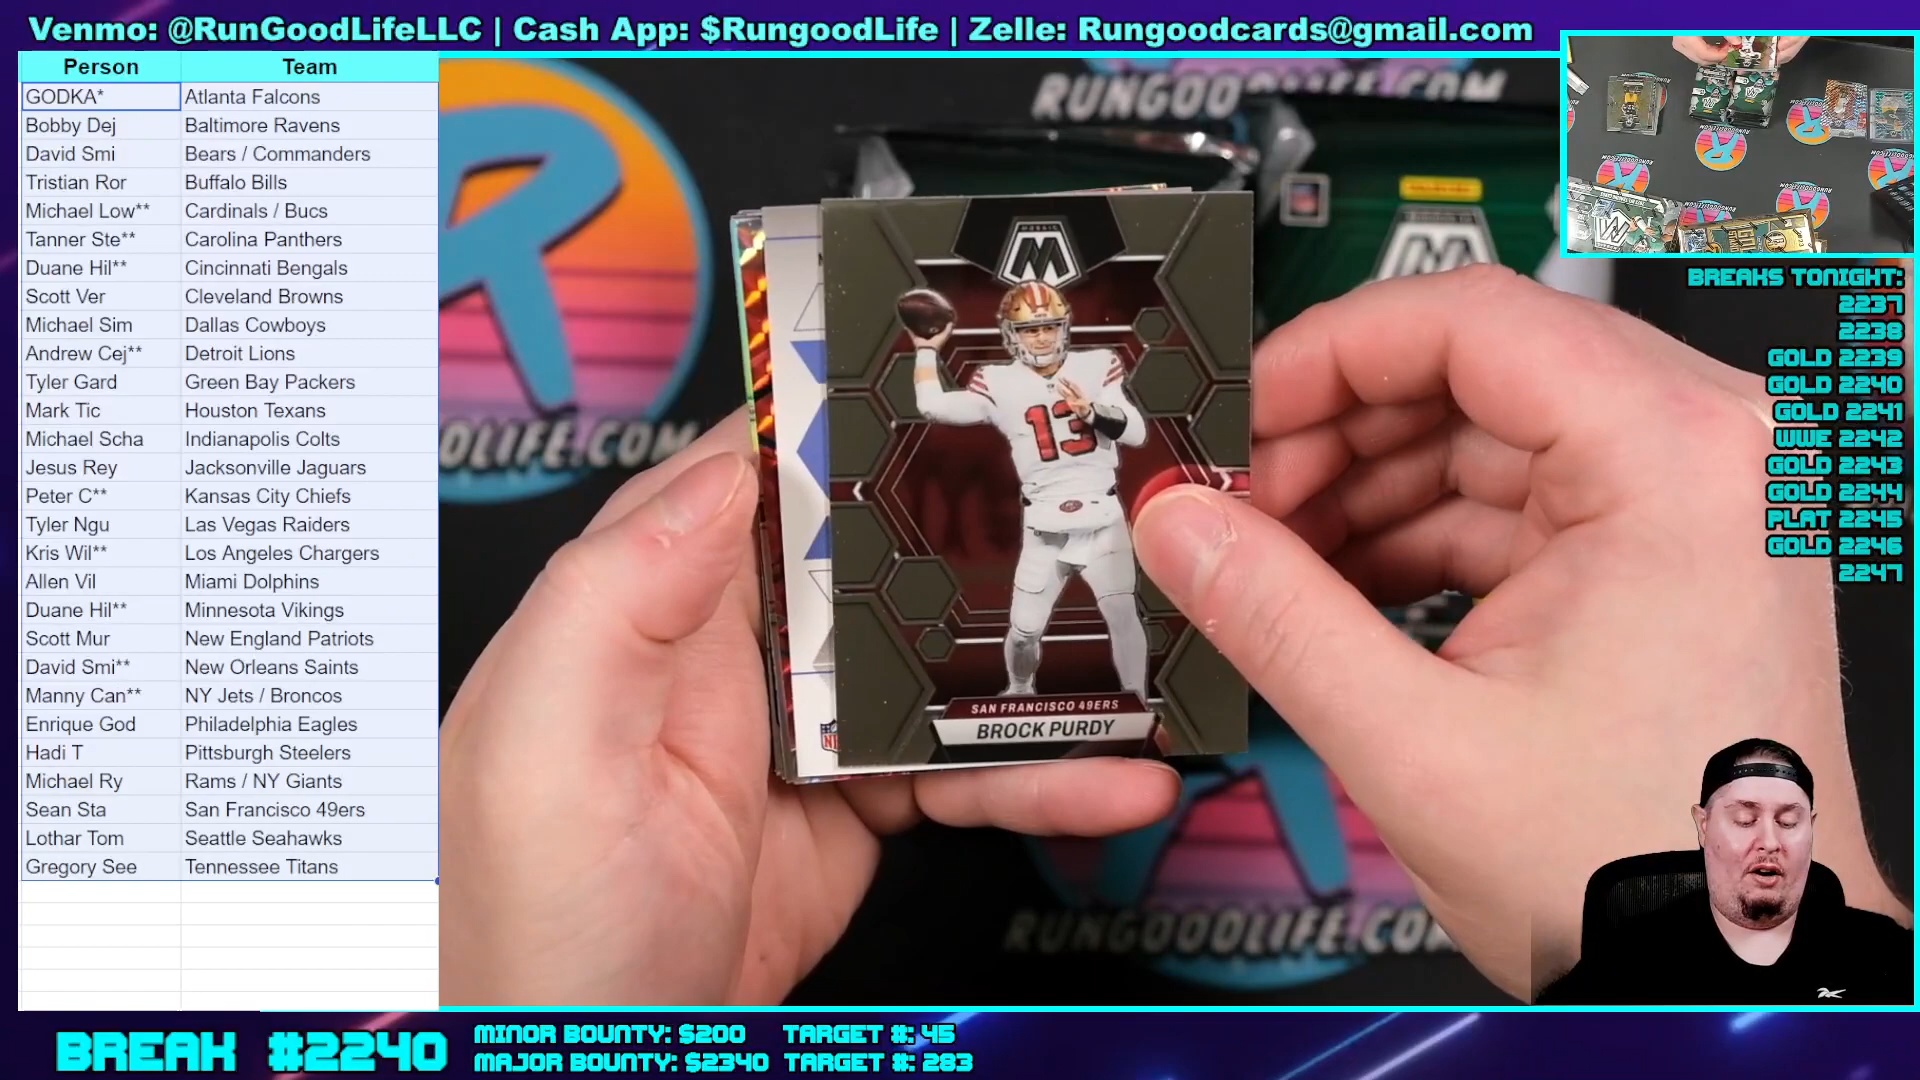 Venmo: @RunGoodLifeLLC | Cash App: $RungoodLife | Zelle: Rungoodcards@gmail.com
Person Team
GODKA* Atlanta Falcons
Bobby Dej Baltimore Ravens
David Smi Bears / Commanders
Tristian Ror Buffalo Bills
Michael Low** Cardinals / Bucs
Tanner Ste** Carolina Panthers
Duane Hil** Cincinnati Bengals
Scott Ver Cleveland Browns
Michael Sim Dallas Cowboys
Andrew Cej** Detroit Lions
Tyler Gard Green Bay Packers
Mark Tic Houston Texans
Michael Scha Indianapolis Colts
Jesus Rey Jacksonville Jaguars
Peter C** Kansas City Chiefs
Tyler Ngu Las Vegas Raiders
Kris Wil** Los Angeles Chargers
Allen Vil Miami Dolphins
Duane Hil** Minnesota Vikings
Scott Mur New England Patriots
David Smi** New Orleans Saints
Manny Can** NY Jets / Broncos
Enrique God Philadelphia Eagles
Hadi T Pittsburgh Steelers
Michael Ry Rams / NY Giants
Sean Sta San Francisco 49ers
Lothar Tom Seattle Seahawks
Gregory See Tennessee Titans
MOSAIC
M
13
SAN FRANCISCO 49ERS
BROCK PURDY
OLIFE.COM
RUNGOODLIFE.COM
BREAKS TONIGHT:
2237
2238
GOLD 2239
GOLD 2240
GOLD 2241
WWE 2242
GOLD 2243
GOLD 2244
PLAT 2245
GOLD 2246
2247
BREAK #2240
MINOR BOUNTY: $200 TARGET #: 45
MAJOR BOUNTY: $2340 TARGET #: 283